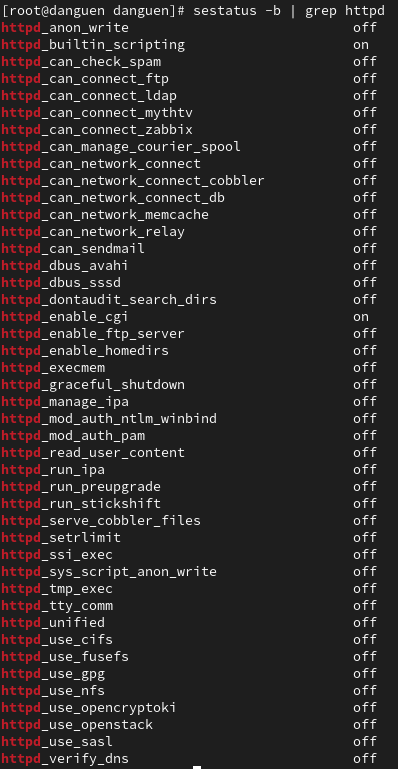 [root@danguen danguen]# sestatus -b | grep httpd
httpd_anon_write off
httpd_builtin_scripting on
httpd_can_check_spam off
httpd_can_connect_ftp off
httpd_can_connect_ldap off
httpd_can_connect_mythtv off
httpd_can_connect_zabbix off
httpd_can_manage_courier_spool off
httpd_can_network_connect off
httpd_can_network_connect_cobbler off
httpd_can_network_connect_db off
httpd_can_network_memcache off
httpd_can_network_relay off
httpd_can_sendmail off
httpd_dbus_avahi off
httpd_dbus_sssd off
httpd_dontaudit_search_dirs off
httpd_enable_cgi on
httpd_enable_ftp_server off
httpd_enable_homedirs off
httpd_execmem off
httpd_graceful_shutdown off
httpd_manage_ipa off
httpd_mod_auth_ntlm_winbind off
httpd_mod_auth_pam off
httpd_read_user_content off
httpd_run_ipa off
httpd_run_preupgrade off
httpd_run_stickshift off
httpd_serve_cobbler_files off
httpd_setrlimit off
httpd_ssi_exec off
httpd_sys_script_anon_write off
httpd_tmp_exec off
httpd_tty_comm off
httpd_unified off
httpd_use_cifs off
httpd_use_fusefs off
httpd_use_gpg off
httpd_use_nfs off
httpd_use_opencryptoki off
httpd_use_openstack off
httpd_use_sasl off
httpd_verify_dns off